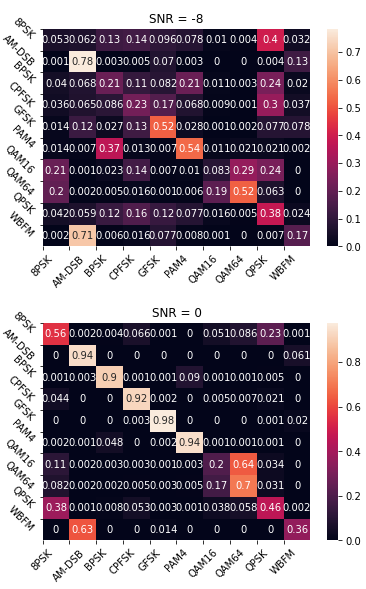 SNR = -8
8PSK 0.053 0.062 0.13 0.14 0.096 0.078 0.01 0.004 0.4 0.032
AM-DSB 0.001 0.78 0.003 0.005 0.07 0.003 0 0 0.004 0.13
BPSK 0.04 0.068 0.21 0.11 0.082 0.21 0.011 0.003 0.24 0.02
CPFSK 0.036 0.065 0.086 0.23 0.17 0.068 0.009 0.001 0.3 0.037
GFSK 0.014 0.12 0.027 0.13 0.52 0.028 0.001 0.002 0.077 0.078
PAM4 0.014 0.007 0.37 0.013 0.007 0.54 0.011 0.021 0.021 0.002
QAM16 0.21 0.001 0.023 0.14 0.007 0.01 0.083 0.29 0.24 0
QAM64 0.2 0.002 0.005 0.016 0.001 0.006 0.19 0.52 0.063 0
QPSK 0.042 0.059 0.12 0.16 0.12 0.077 0.016 0.005 0.38 0.024
WBFM 0.002 0.71 0.006 0.016 0.077 0.008 0.001 0 0.007 0.17
8PSK AM-DSB BPSK CPFSK GFSK PAM4 QAM16 QAM64 QPSK WBFM
0.7
0.6
0.5
0.4
0.3
0.2
0.1
0.0
SNR = 0
8PSK 0.56 0.002 0.004 0.066 0.001 0 0.051 0.086 0.23 0.001
AM-DSB 0 0.94 0 0 0 0 0 0 0 0.061
BPSK 0.001 0.003 0.9 0.001 0 0.09 0.001 0.001 0.005 0
CPFSK 0.044 0 0 0.92 0.002 0 0.005 0.007 0.021 0
GFSK 0 0 0 0.003 0.98 0 0 0 0.001 0.02
PAM4 0.002 0.001 0.048 0 0 0.94 0.001 0.001 0.001 0
QAM16 0.11 0.002 0.003 0.003 0.001 0.003 0.2 0.64 0.034 0
QAM64 0.082 0.002 0.002 0.005 0.003 0.005 0.17 0.7 0.031 0
QPSK 0.38 0.001 0.008 0.053 0.003 0.001 0.038 0.058 0.46 0.002
WBFM 0 0.63 0 0 0.014 0 0 0 0 0.36
8PSK AM-DSB BPSK CPFSK GFSK PAM4 QAM16 QAM64 QPSK WBFM
0.8
0.6
0.4
0.2
0.0